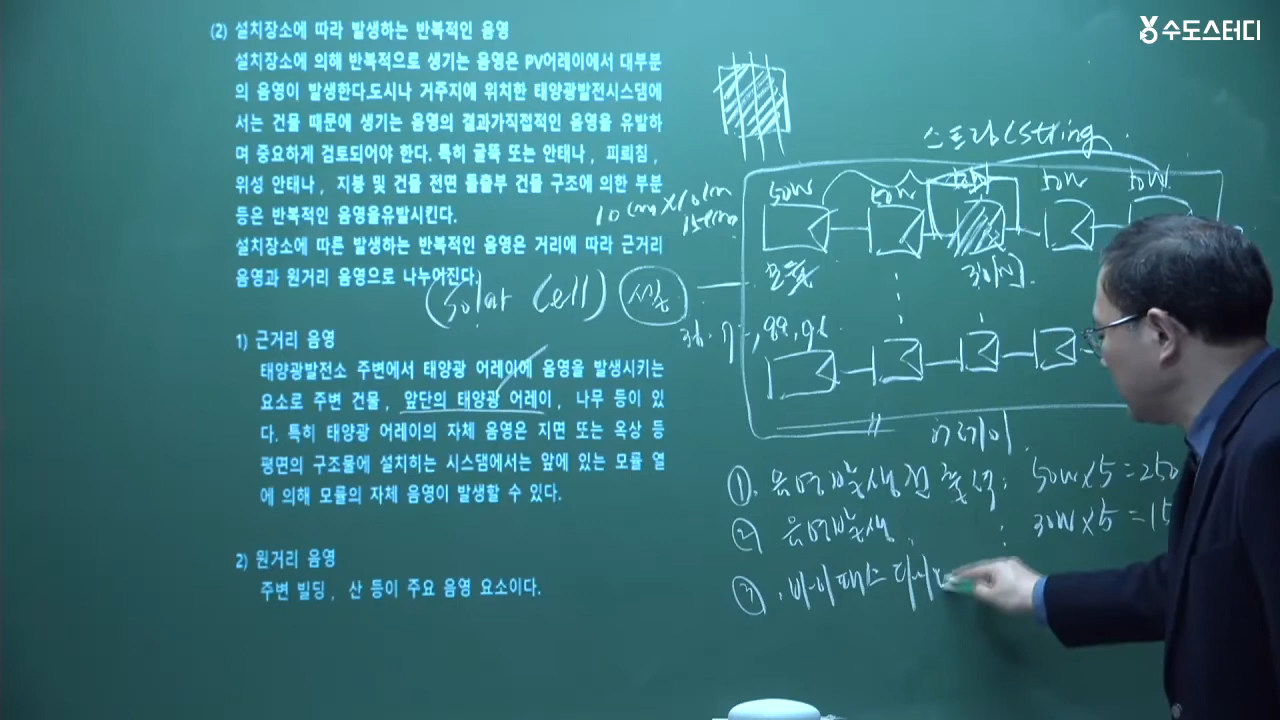 수도스터디
(2) 설치장소에 따라 발생하는 반복적인 음영
설치장소에 의해 반복적으로 생기는 음영은 PV어레이에서 대부분
의 음영이 발생한다.도시나 거주지에 위치한 태양광발전시스댐에
서는 건물 때문에 생기는 음영의 결과가직접적인 음영을 유발하
며 중요하게 검토되어야 한다. 특히 굴뚝 또는 안태나, 피뢰침,
위성 안태나, 지붕 및 건물 전면 돌출부 건물 구조에 의한 부분
등은 반복적인 음영을유발시킨다.
설치장소에 따른 발생하는 반복적인 음영은 거리에 따라 근거리
음영과 원거리 음영으로 나누어진다.
1) 근거리 음영
태양광발전소 주변에서 태양광 어레이에 음영을 발생시키는
요소로 주변 건물, 앞단의 태양광 어레이, 나무 등이 있
다. 특히 태양광 어레이의 자체 음영은 지면 또는 옥상 등
평면의 구조물에 설치히는 시스댐에서는 앞에 있는 모률 열
에 의해 모률의 자체 음영이 발생할 수 있다.
2) 원거리 음영
주변 빌딩, 산 등이 주요 음영 요소이다.
스트링(string)
50W 50W 50W 50W
10cm×10cm
15cm
(Solar Cell)
어레이
①. 음영발생전 출력: 50W×5=250
② 음영발생 : 30W×5=15
③. 바이패스 다이